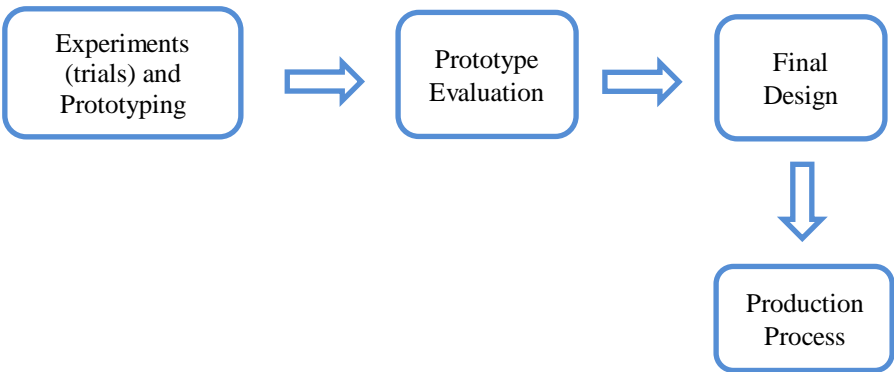 Experiments
(trials) and
Prototyping
Prototype
Evaluation
Final
Design
Production
Process